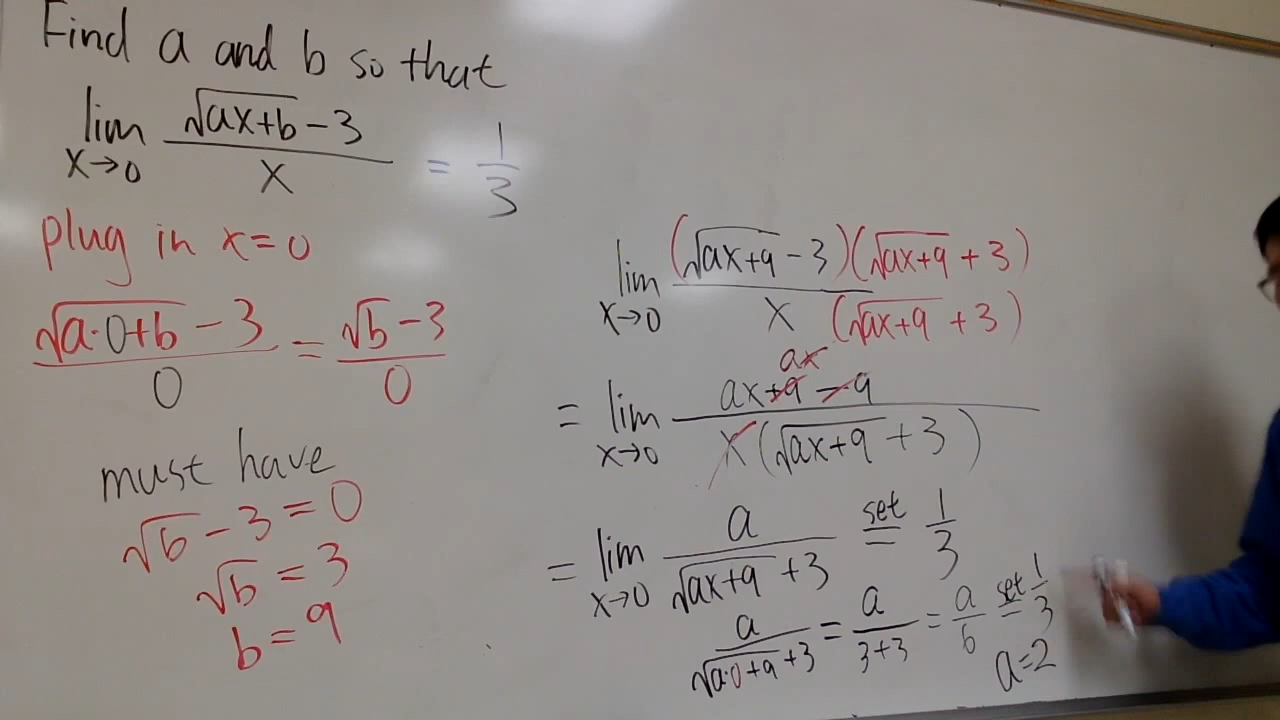 Find a and b so that
lim x→0 (√(ax+b) - 3)/x = 1/3
plug in x=0
(√(a·0+b) - 3)/0 = (√b - 3)/0
must have
√b - 3 = 0
√b = 3
b = 9
lim x→0 (√(ax+9) - 3)(√(ax+9) + 3)/(x (√(ax+9) + 3))
ax
= lim x→0 (ax+9 - 9)/(x(√(ax+9) + 3))
= lim x→0 a/(√(ax+9) + 3) set = 1/3
a/(√(a·0+9) + 3) = a/(3+3) = a/6 set = 1/3
a=2